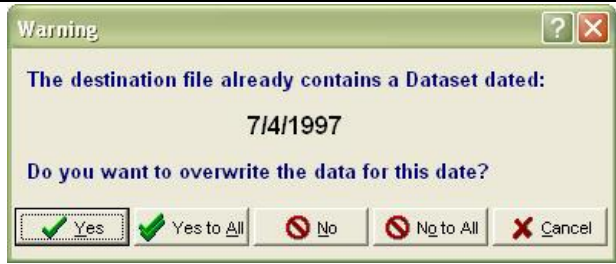 Warning
?
The destination file already contains a Dataset dated:
7/4/1997
Do you want to overwrite the data for this date?
Yes Yes to All No No to All Cancel